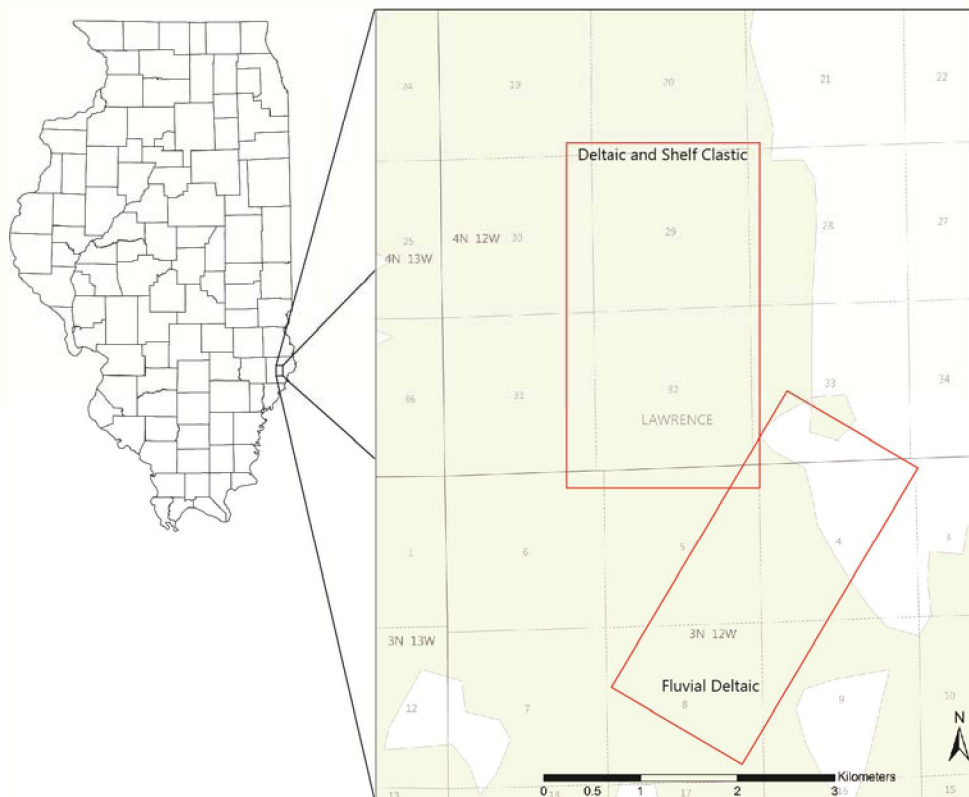 24 19 20 21 22
Deltaic and Shelf Clastic
25 30 29 28 27
4N 12W
4N 13W
36 31 32 33 34
LAWRENCE
1 6 5 4 3
3N 13W 3N 12W
Fluvial Deltaic
12 7 8 9 10
N
Kilometers
0 0.5 1 2 3
13 18 17 16 15